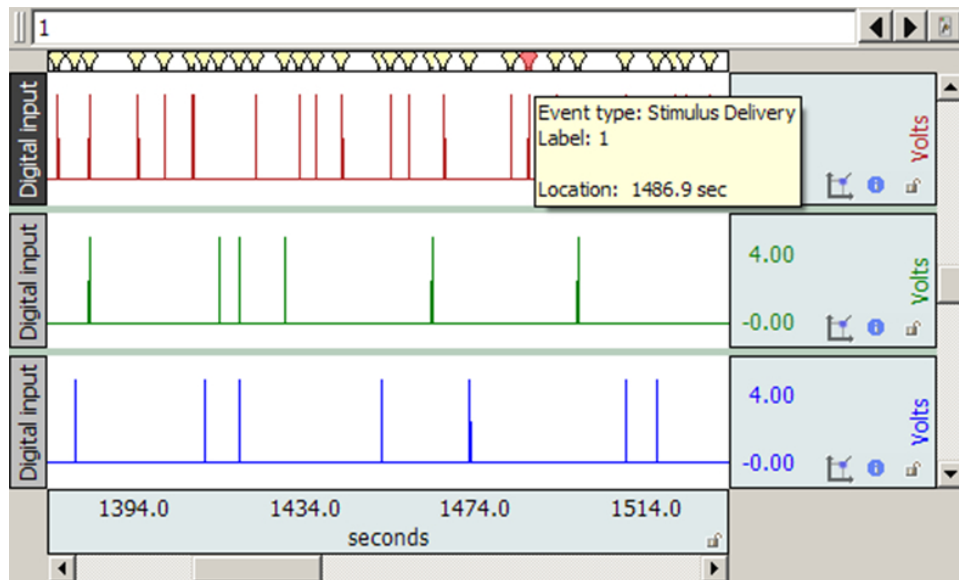 1
Digital input
Event type: Stimulus Delivery
Label: 1
Location: 1486.9 sec
Volts
Digital input
4.00
-0.00
Volts
Digital input
4.00
-0.00
Volts
1394.0 1434.0 1474.0 1514.0
seconds